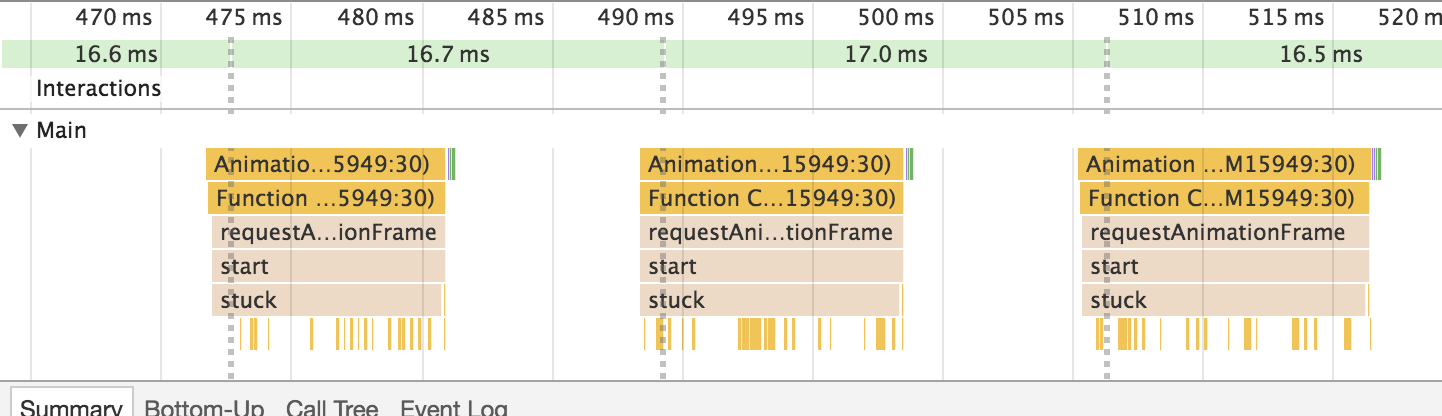 470 ms 475 ms 480 ms 485 ms 490 ms 495 ms 500 ms 505 ms 510 ms 515 ms 520 m
16.6 ms 16.7 ms 17.0 ms 16.5 ms
Interactions
▼ Main
Animatio...5949:30) Animation...15949:30) Animation ...M15949:30)
Function ...5949:30) Function C...15949:30) Function C...M15949:30)
requestA...ionFrame requestAni...tionFrame requestAnimationFrame
start start start
stuck stuck stuck
Summary Bottom-Up Call Tree Event Log